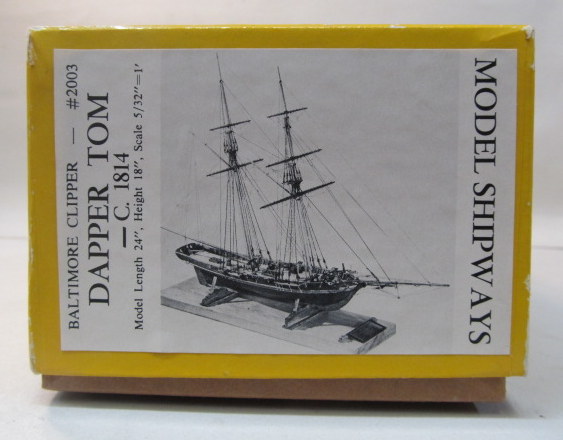 BALTIMORE CLIPPER — #2003
DAPPER TOM
— C. 1814
Model Length 24", Height 18", Scale 5/32"=1'
MODEL SHIPWAYS